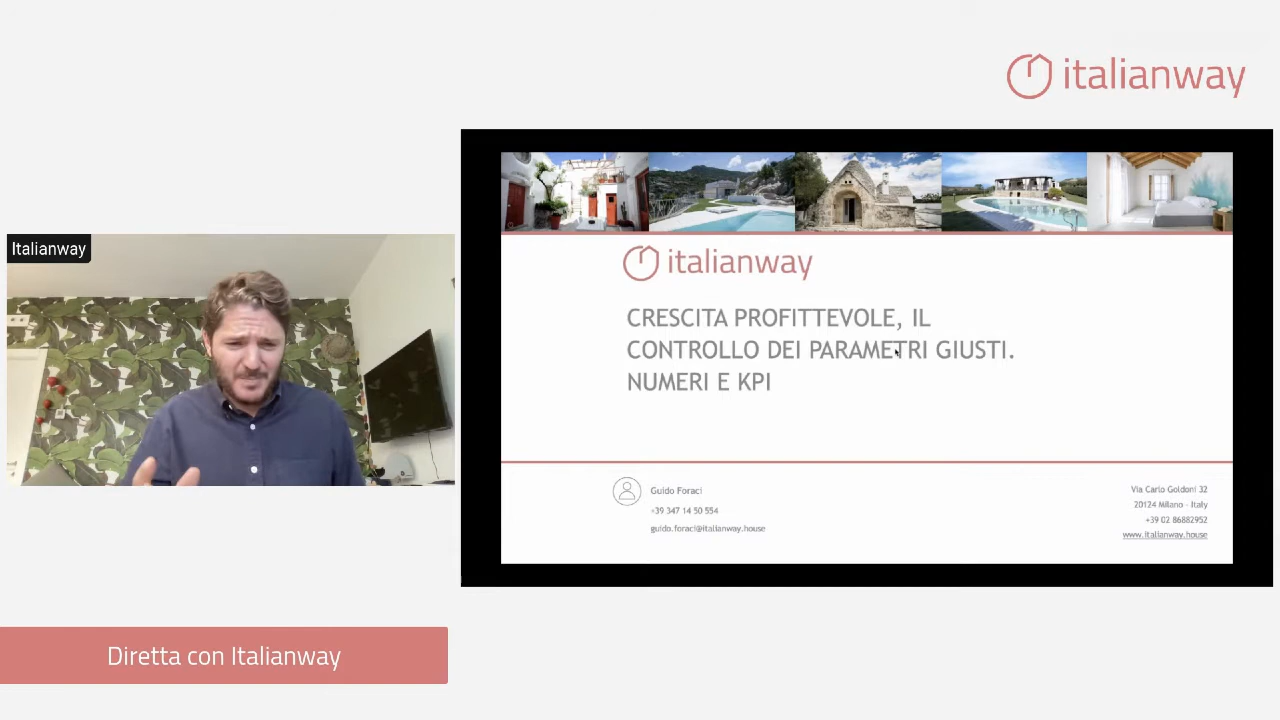 italianway
Italianway
italianway
CRESCITA PROFITTEVOLE, IL
CONTROLLO DEI PARAMETRI GIUSTI.
NUMERI E KPI
Guido Foraci
+39 347 14 50 554
guido.foraci@italianway.house
Via Carlo Goldoni 32
20124 Milano - Italy
+39 02 86882952
www.italianway.house
Diretta con Italianway